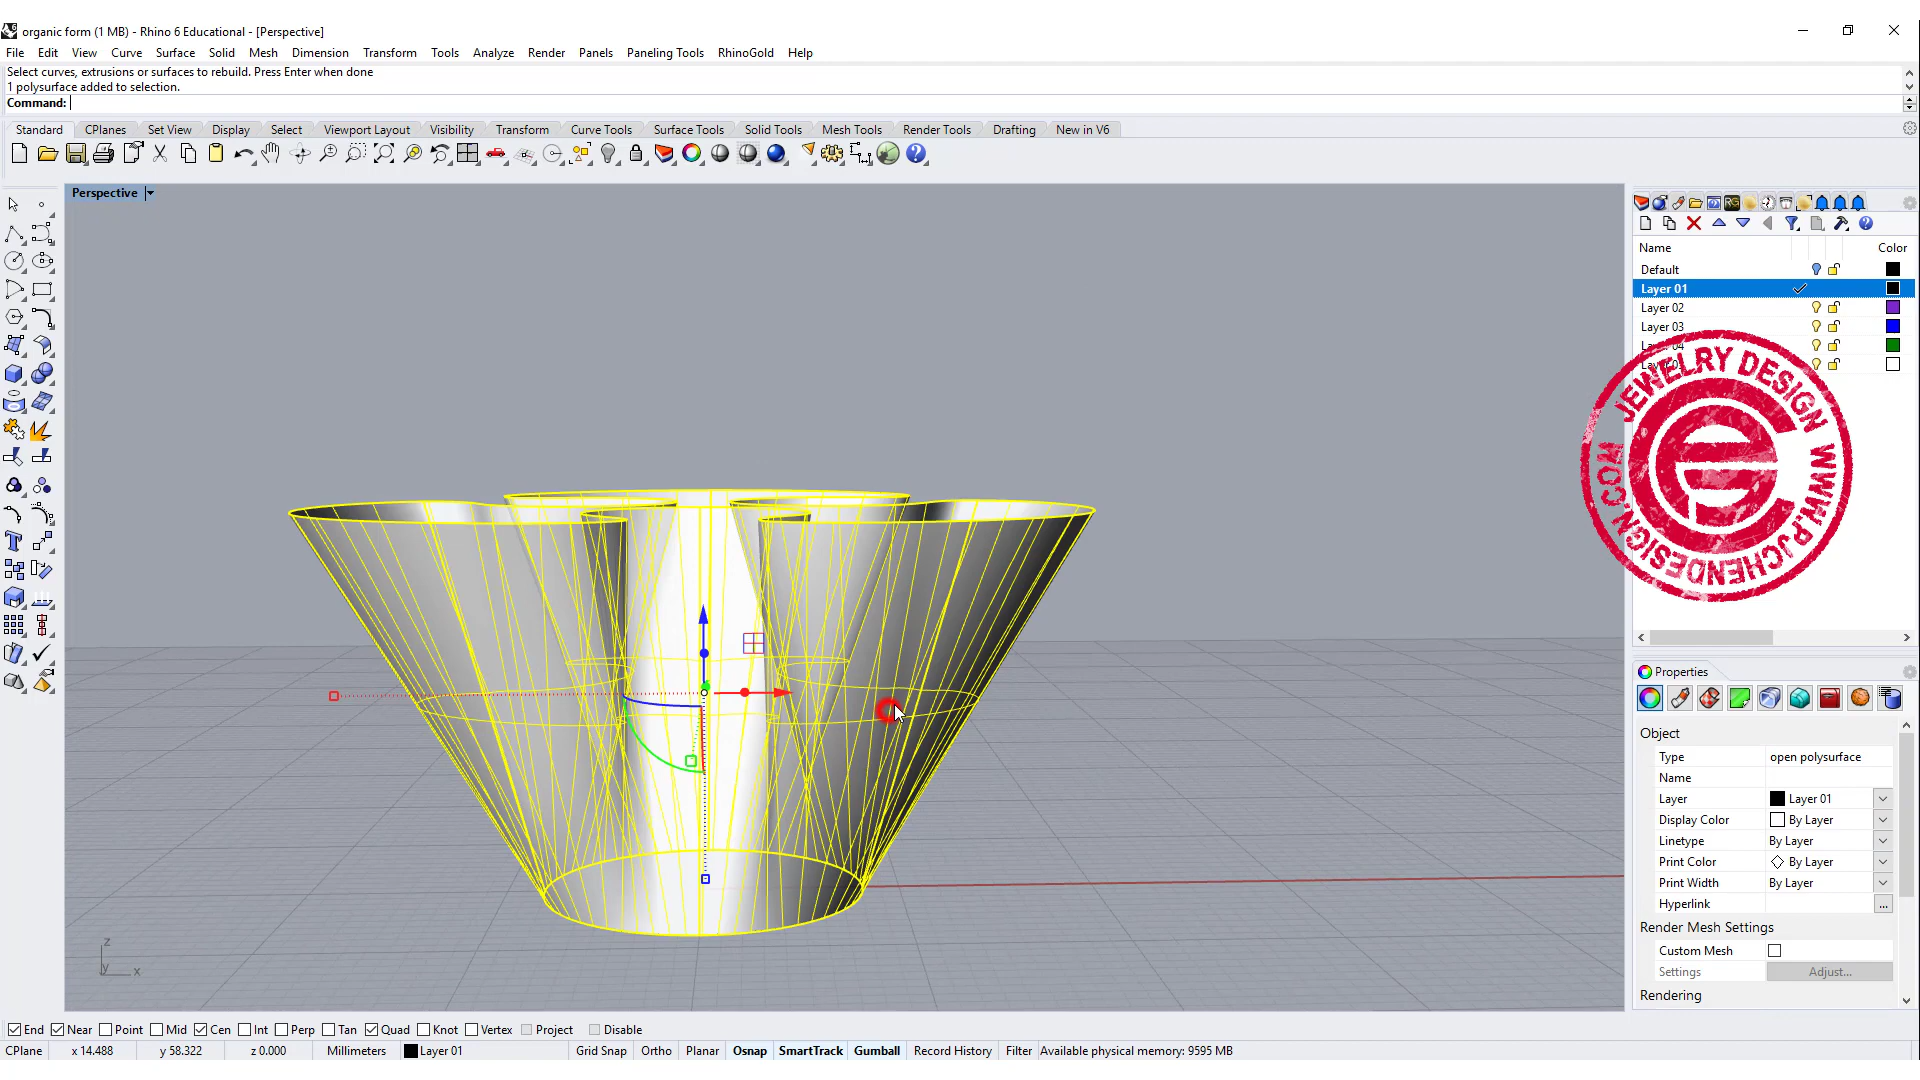 organic form (1 MB) - Rhino 6 Educational - [Perspective]
File Edit View Curve Surface Solid Mesh Dimension Transform Tools Analyze Render Panels Paneling Tools RhinoGold Help
Select curves, extrusions or surfaces to rebuild. Press Enter when done
1 polysurface added to selection.
Command:
Standard CPlanes Set View Display Select Viewport Layout Visibility Transform Curve Tools Surface Tools Solid Tools Mesh Tools Render Tools Drafting New in V6
Perspective
Name Color
Default
Layer 01
Layer 02
Layer 03
JEWELRY DESIGN WWW.PJCHENDESIGN.COM
Properties
Object
Type open polysurface
Name
Layer Layer 01
Display Color By Layer
Linetype By Layer
Print Color By Layer
Print Width By Layer
Hyperlink ...
Render Mesh Settings
Custom Mesh
Settings Adjust...
Rendering
z
y x
End Near Point Mid Cen Int Perp Tan Quad Knot Vertex Project Disable
CPlane x 14.488 y 58.322 z 0.000 Millimeters Layer 01 Grid Snap Ortho Planar Osnap SmartTrack Gumball Record History Filter Available physical memory: 9595 MB